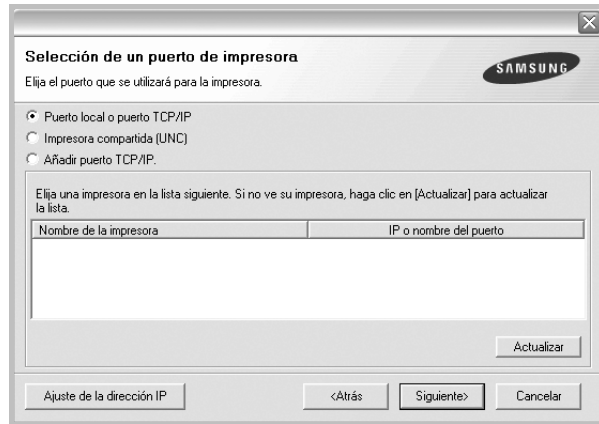 Selección de un puerto de impresora
Elija el puerto que se utilizará para la impresora.
SAMSUNG
Puerto local o puerto TCP/IP
Impresora compartida (UNC)
Añadir puerto TCP/IP.
Elija una impresora en la lista siguiente. Si no ve su impresora, haga clic en [Actualizar] para actualizar
la lista.
Nombre de la impresora IP o nombre del puerto
Actualizar
Ajuste de la dirección IP <Atrás Siguiente> Cancelar